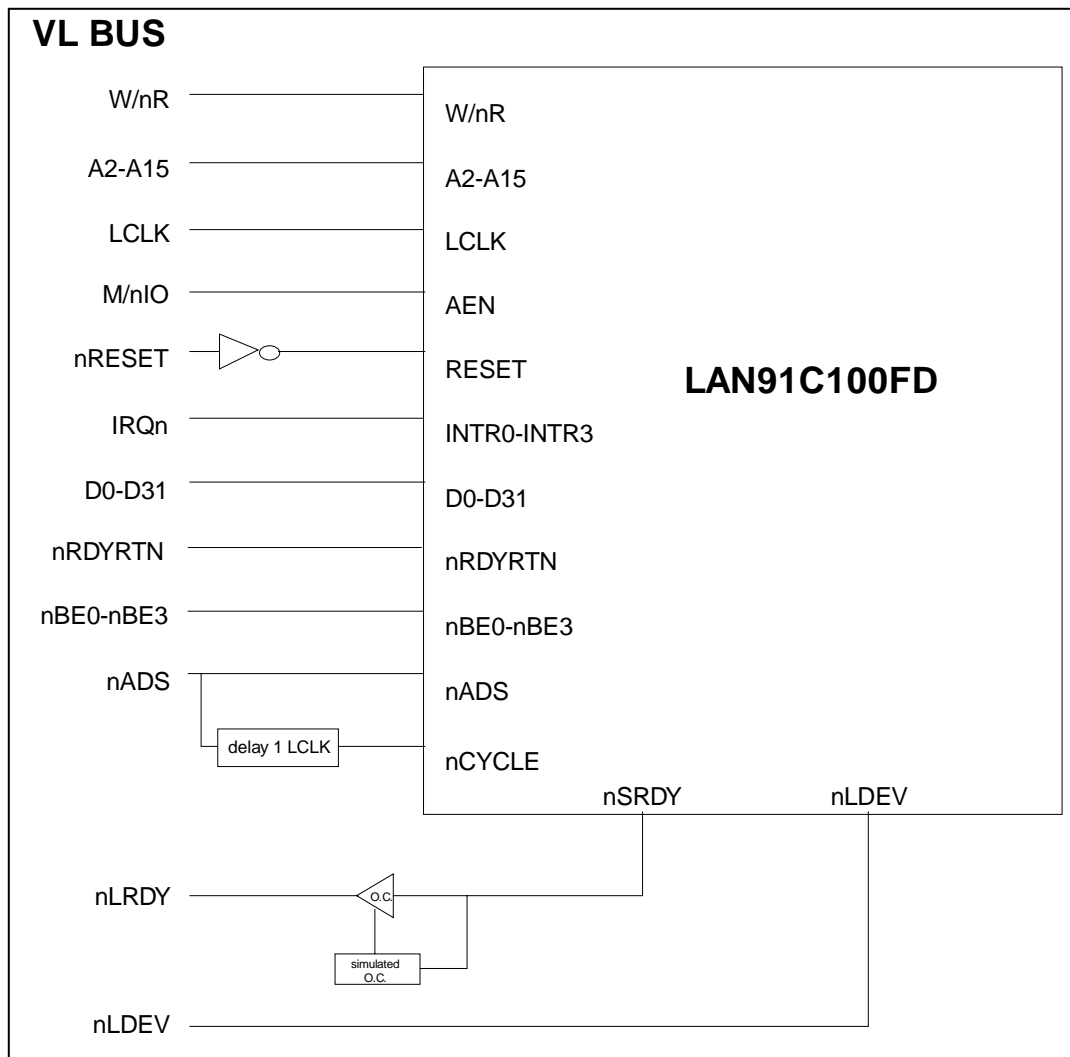 VL BUS
W/nR
W/nR
A2-A15
A2-A15
LCLK
LCLK
M/nIO
AEN
nRESET
RESET
LAN91C100FD
IRQn
INTR0-INTR3
D0-D31
D0-D31
nRDYRTN
nRDYRTN
nBE0-nBE3
nBE0-nBE3
nADS
nADS
delay 1 LCLK
nCYCLE
nSRDY
nLDEV
nLRDY
O.C.
simulated
O.C.
nLDEV